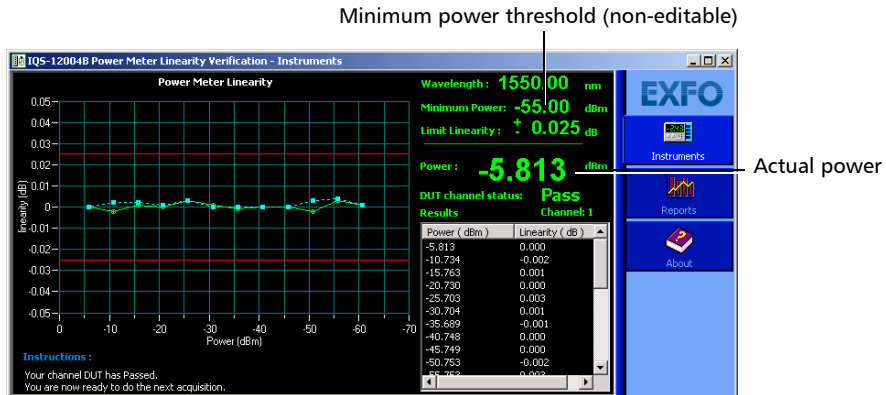 Minimum power threshold (non-editable)
IQS-12004B Power Meter Linearity Verification - Instruments
Power Meter Linearity
linearity (dB)
0.05
0.04
0.03
0.02
0.01
0
-0.01
-0.02
-0.03
-0.04
-0.05
0 -10 -20 -30 -40 -50 -60 -70
Power (dBm)
Instructions :
Your channel DUT has Passed.
You are now ready to do the next acquisition.
Wavelength : 1550.00 nm
Minimum Power: -55.00 dBm
Limit Linearity : ± 0.025 dB
Power : -5.813 dBm
DUT channel status: Pass
Results Channel: 1
Power ( dBm ) Linearity ( dB )
-5.813 0.000
-10.734 -0.002
-15.763 0.001
-20.730 0.000
-25.703 0.003
-30.704 0.001
-35.689 -0.001
-40.748 0.000
-45.749 0.000
-50.753 -0.002
-55.753 0.003
EXFO
Instruments
Reports
About
Actual power